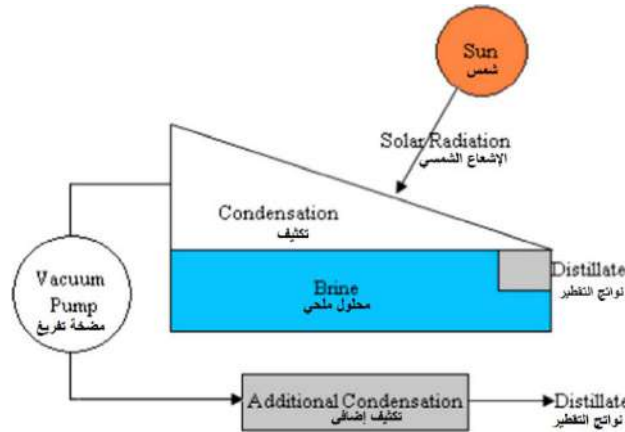 Sun
شمس
Solar Radiation
الإشعاع الشمسي
Condensation
تكثيف
Brine
محلول ملحي
Distillate
نواتج التقطير
Vacuum
Pump
مضخة تفريغ
Additional Condensation
تكثيف إضافي
Distillate
نواتج التقطير